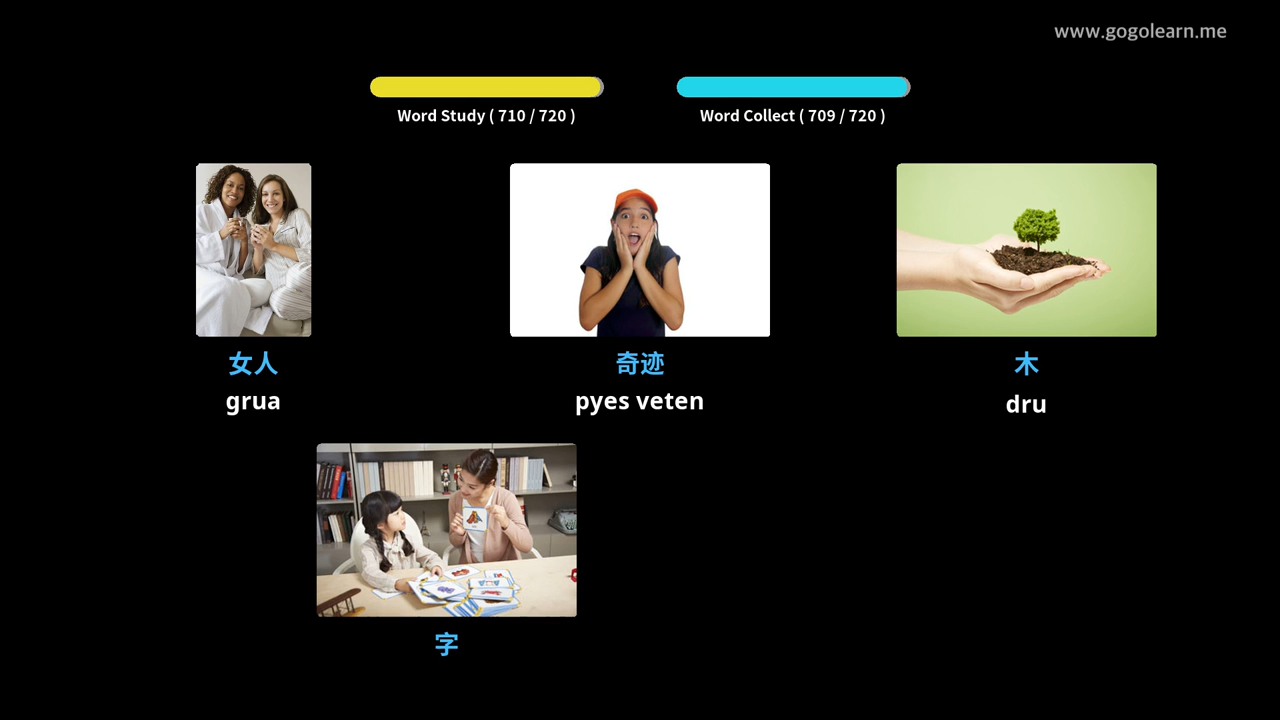 www.gogolearn.me
Word Study ( 710 / 720 )
Word Collect ( 709 / 720 )
女人
grua
奇迹
pyes veten
木
dru
字